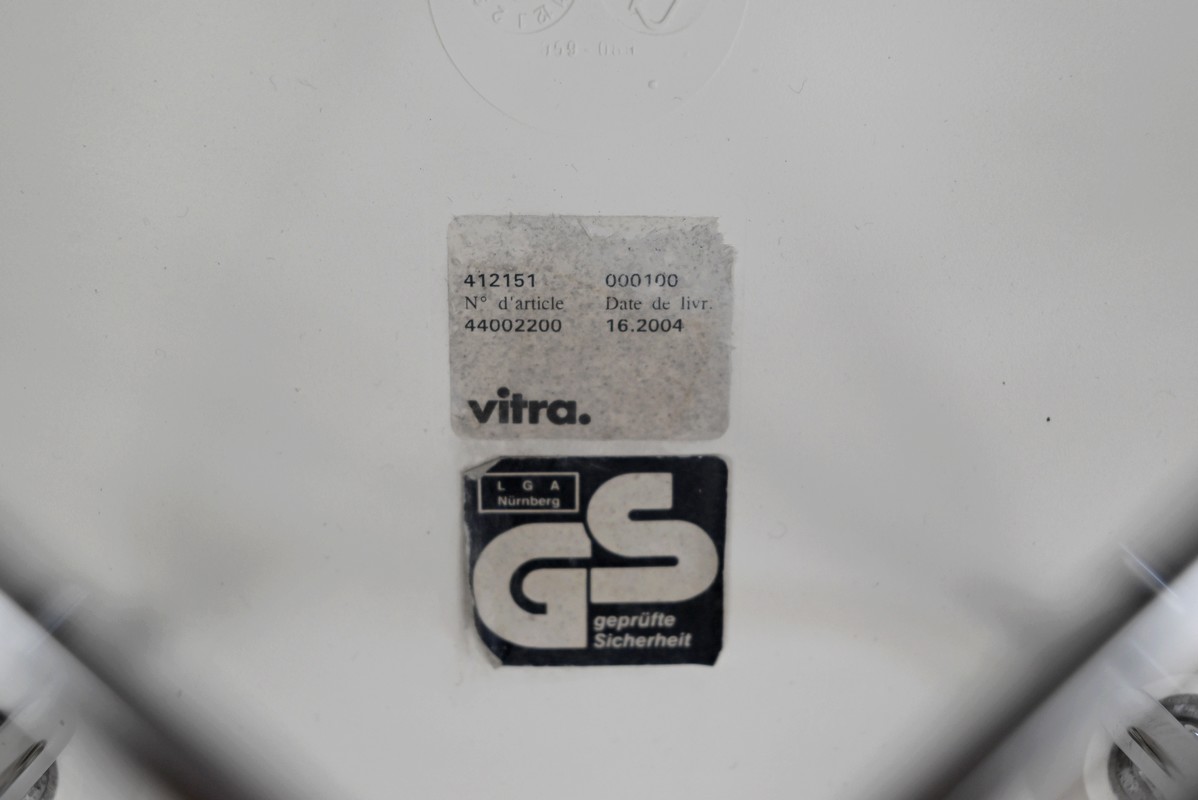 412151 000100
N° d'article Date de livr.
44002200 16.2004
vitra.
L G A
Nürnberg
GS
geprüfte
Sicherheit